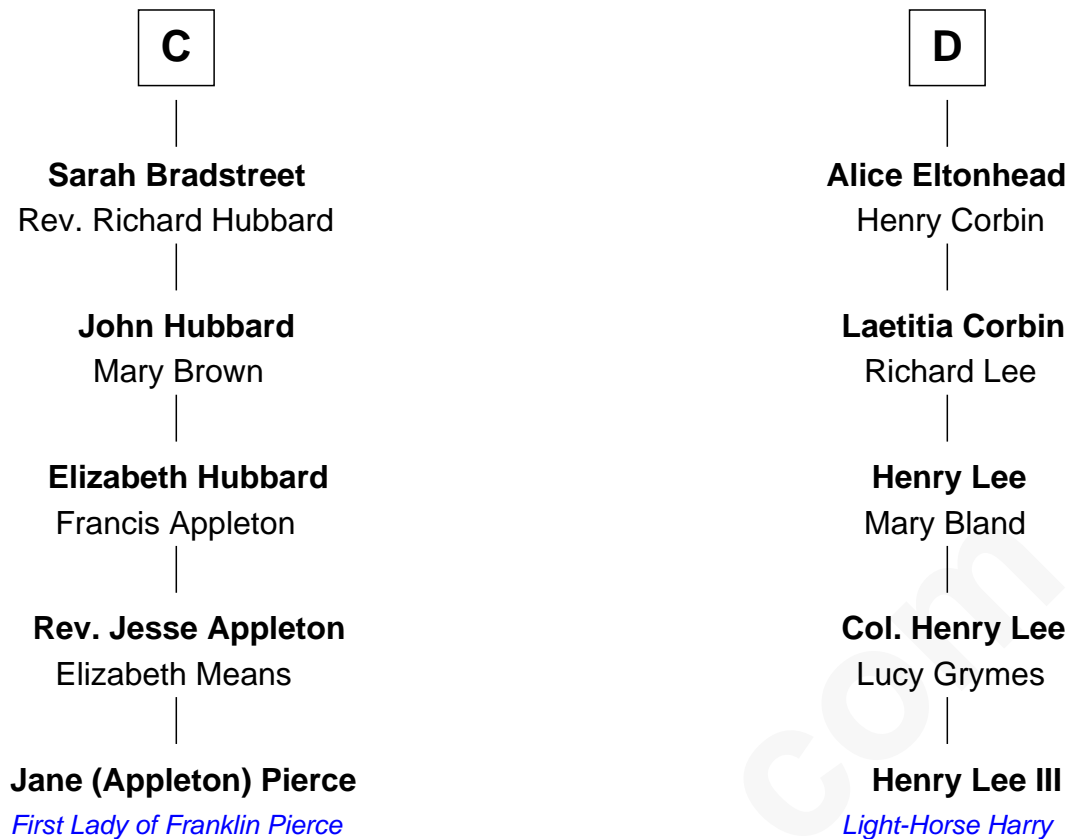 C
Sarah Bradstreet
Rev. Richard Hubbard
John Hubbard
Mary Brown
Elizabeth Hubbard
Francis Appleton
Rev. Jesse Appleton
Elizabeth Means
Jane (Appleton) Pierce
First Lady of Franklin Pierce
D
Alice Eltonhead
Henry Corbin
Laetitia Corbin
Richard Lee
Henry Lee
Mary Bland
Col. Henry Lee
Lucy Grymes
Henry Lee III
Light-Horse Harry
com